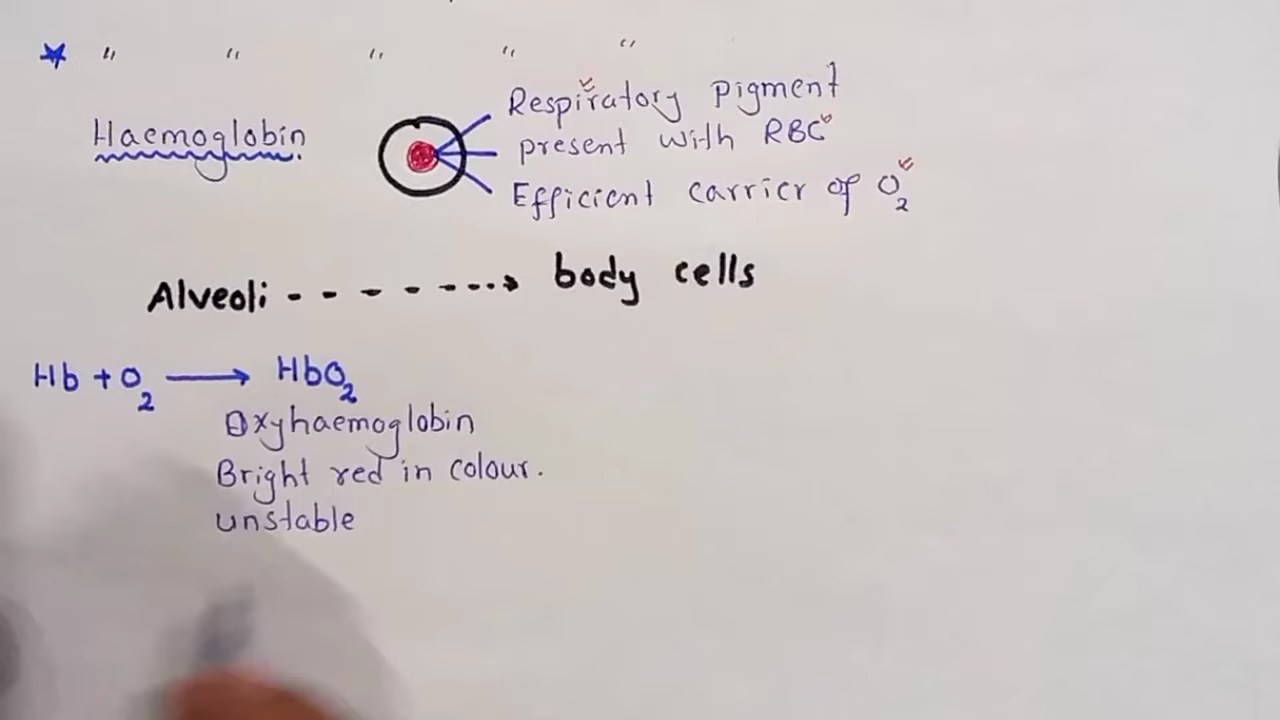 ★ " " " " "
Haemoglobin.
Respiratory pigment
present with RBC
Efficient carrier of O2
Alveoli - - - - - - - -> body cells
Hb + O2 ⟶ HbO2
Oxyhaemoglobin
Bright red in colour.
unstable